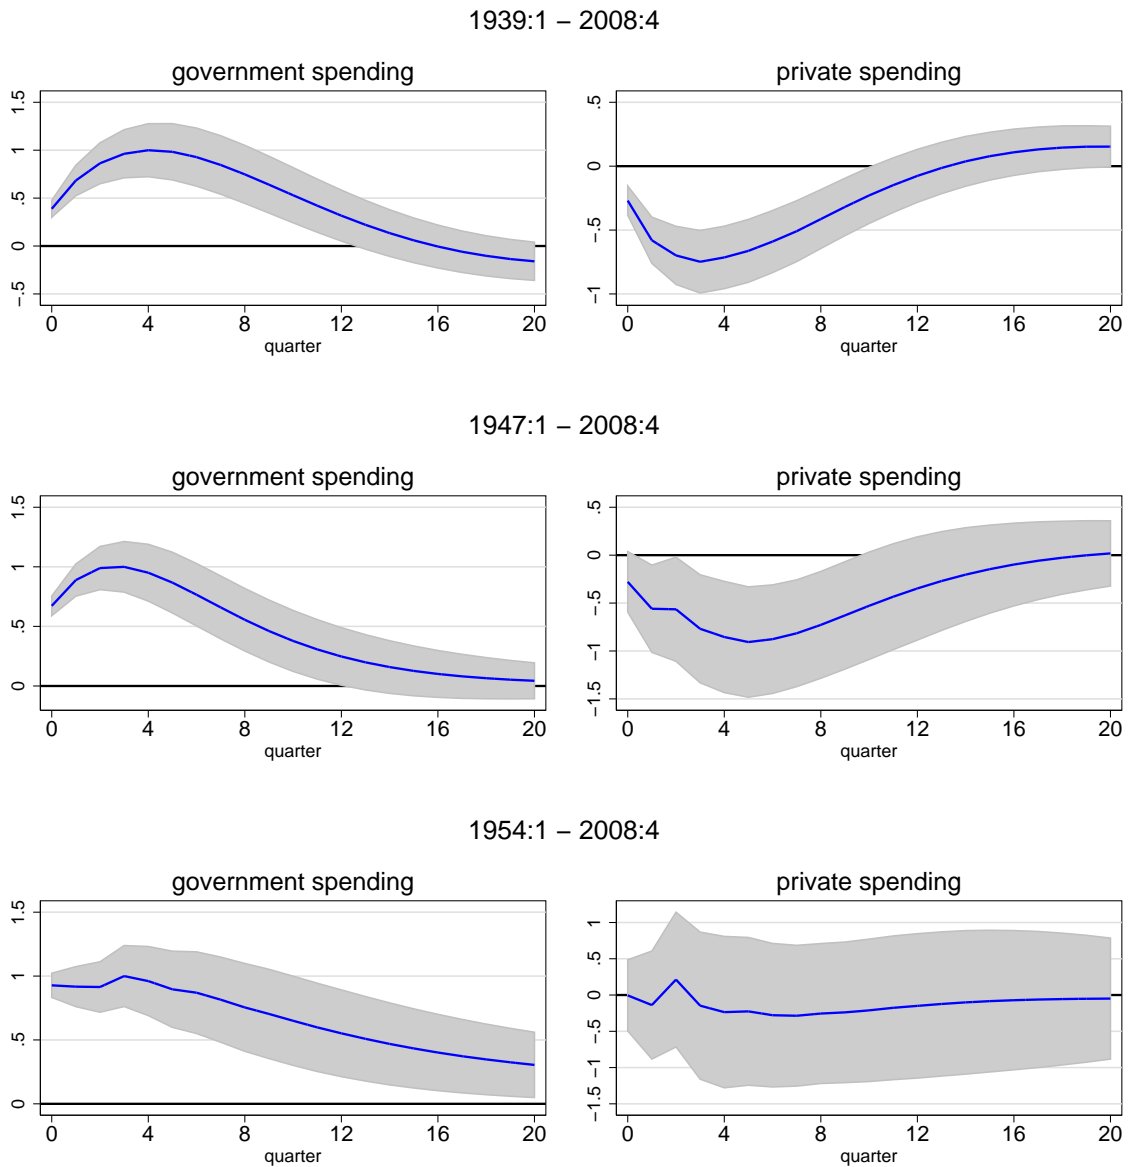 1939:1 – 2008:4
government spending
private spending
1.5
1
.5
0
–.5
0 4 8 12 16 20
quarter
.5
0
–.5
–1
0 4 8 12 16 20
quarter
1947:1 – 2008:4
government spending
private spending
1.5
1
.5
0
0 4 8 12 16 20
quarter
.5
0
–.5
–1
–1.5
0 4 8 12 16 20
quarter
1954:1 – 2008:4
government spending
private spending
1.5
1
.5
0
0 4 8 12 16 20
quarter
1
.5
0
–.5
–1
–1.5
0 4 8 12 16 20
quarter